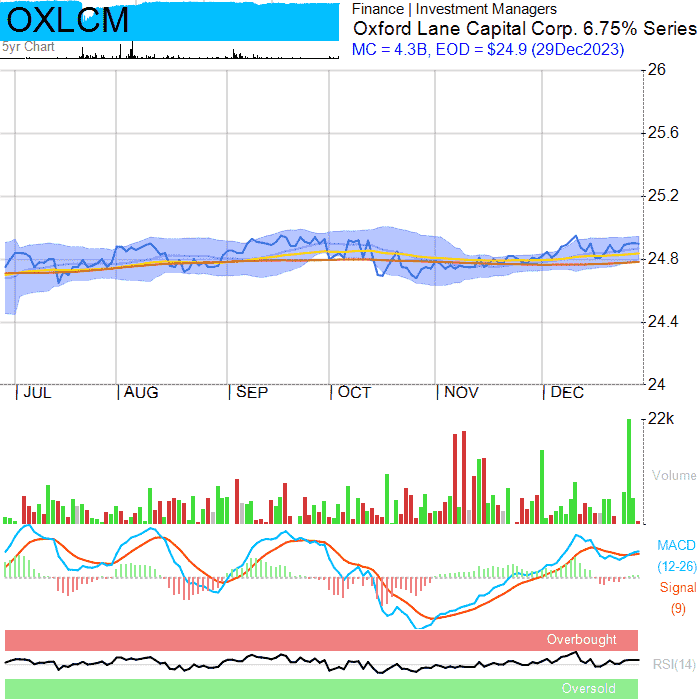 OXLCM
5yr Chart
Finance | Investment Managers
Oxford Lane Capital Corp. 6.75% Series
MC = 4.3B, EOD = $24.9 (29Dec2023)
26
25.6
25.2
24.8
24.4
24
JUL AUG SEP OCT NOV DEC
22k
Volume
MACD
(12-26)
Signal
(9)
Overbought
RSI(14)
Oversold